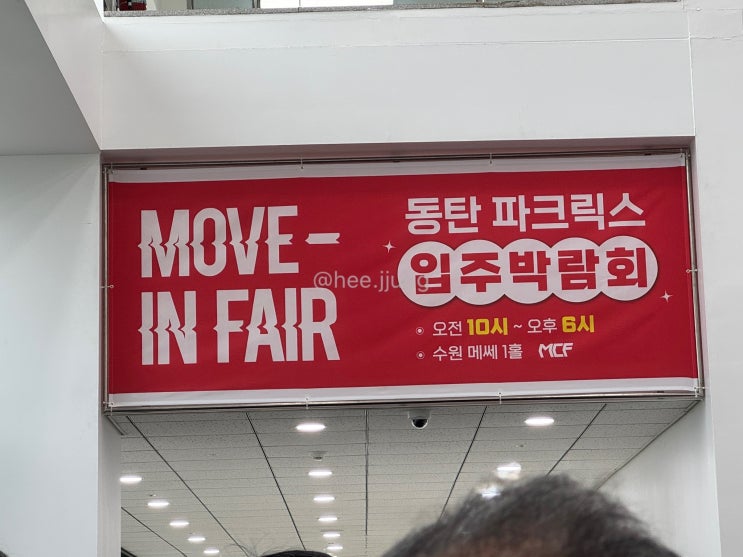 MOVE-
IN FAIR
동탄 파크릭스
입주박람회
오전 10시 ~ 오후 6시
수원 메쎄 1홀 MCF
@hee.jjung